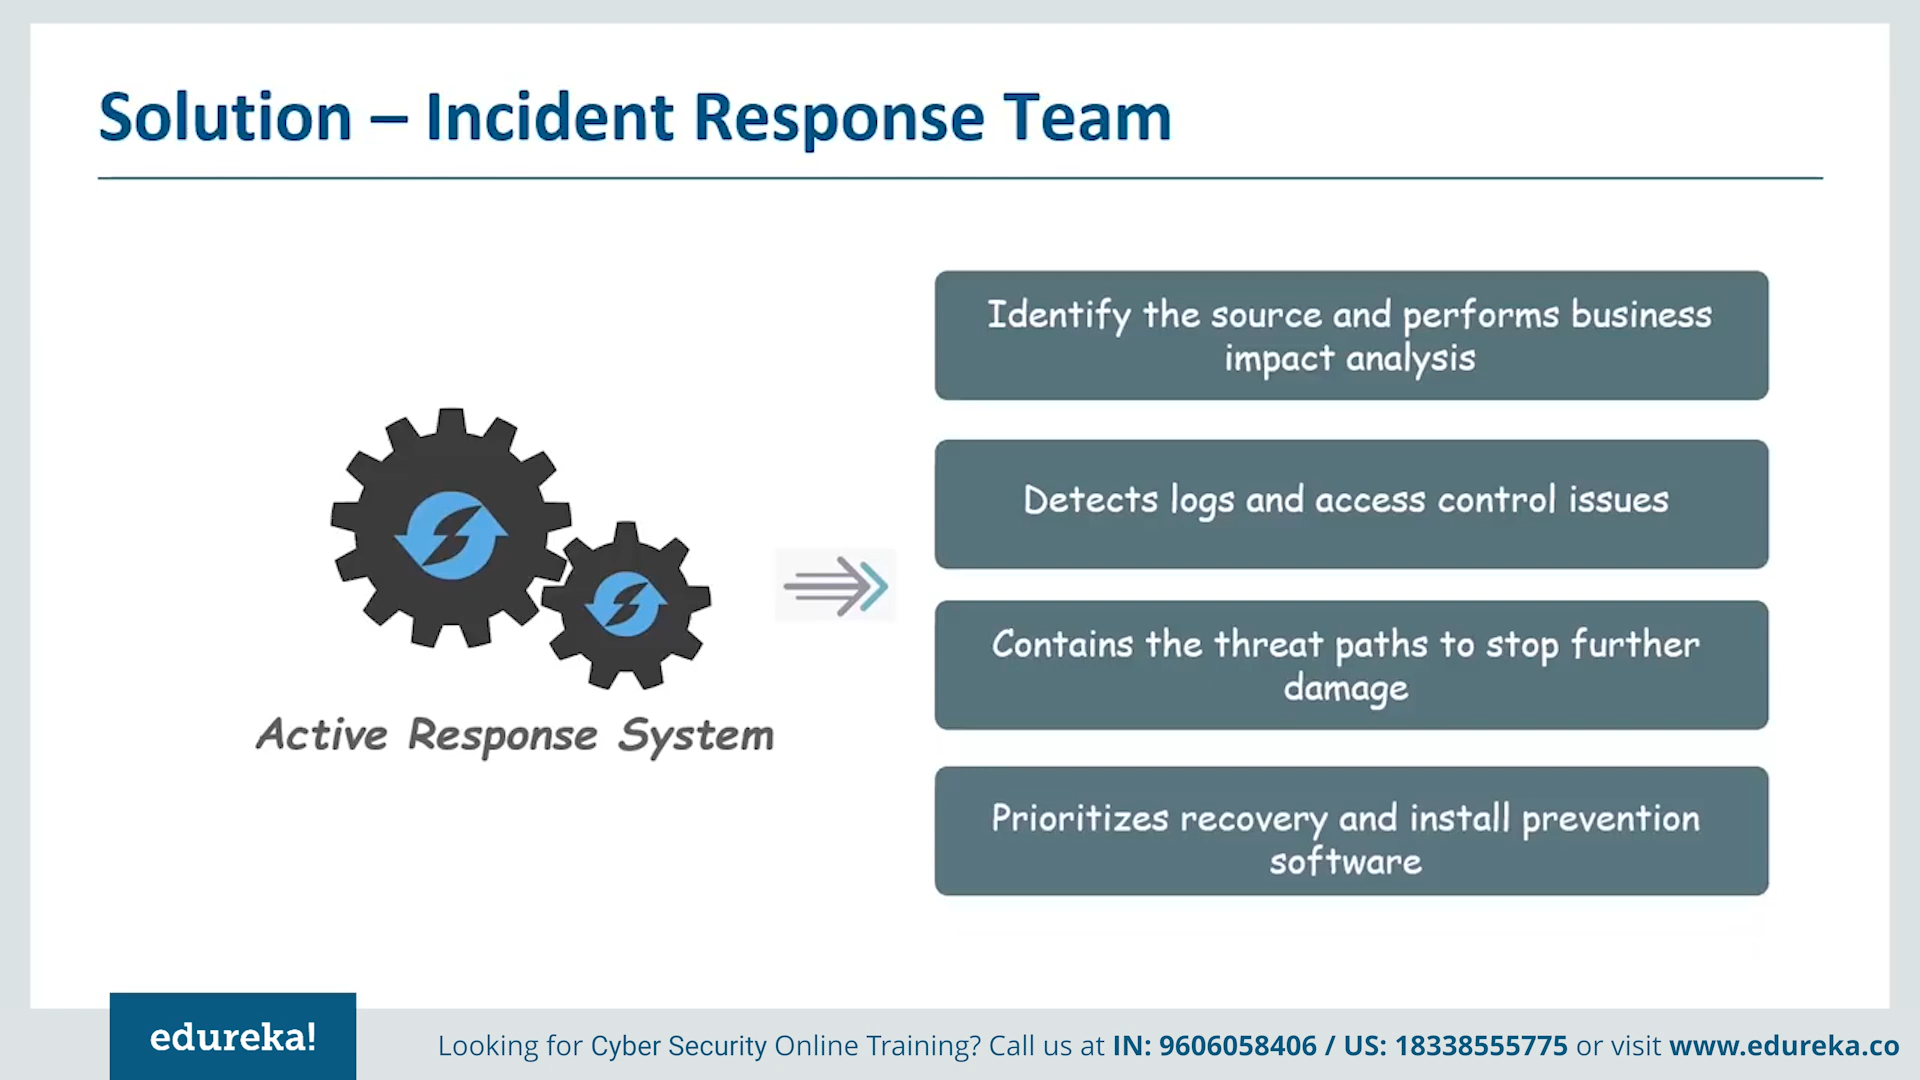 Solution – Incident Response Team
Identify the source and performs business
impact analysis
Detects logs and access control issues
Contains the threat paths to stop further
damage
Prioritizes recovery and install prevention
software
Active Response System
edureka!
Looking for Cyber Security Online Training? Call us at IN: 9606058406 / US: 18338555775 or visit www.edureka.co